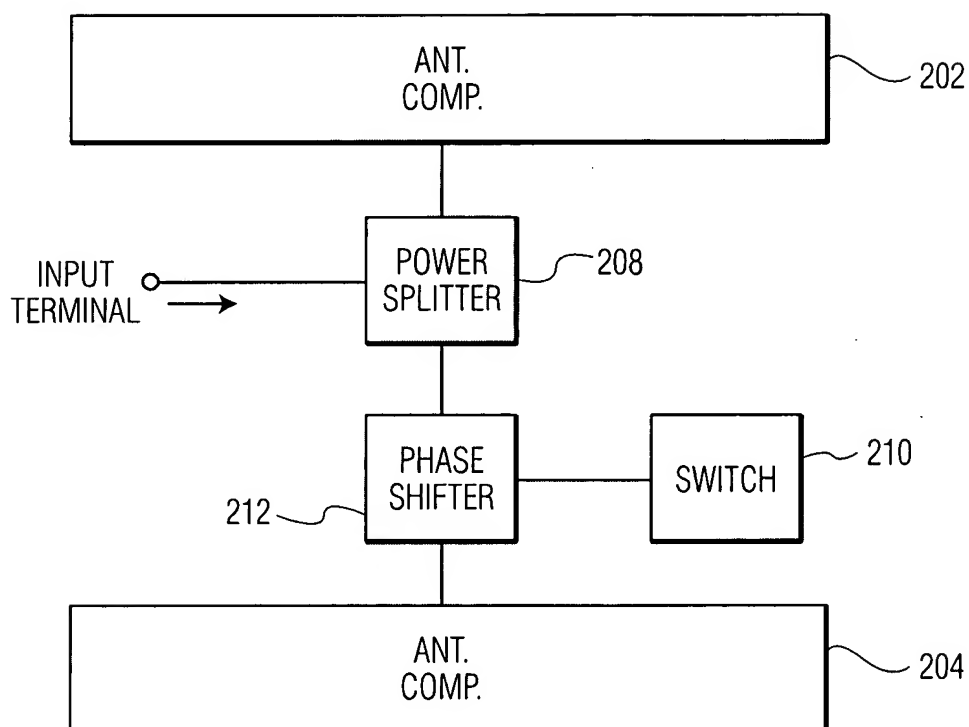 ANT.
COMP.
202
POWER
SPLITTER
208
INPUT
TERMINAL
PHASE
SHIFTER
212
SWITCH
210
ANT.
COMP.
204